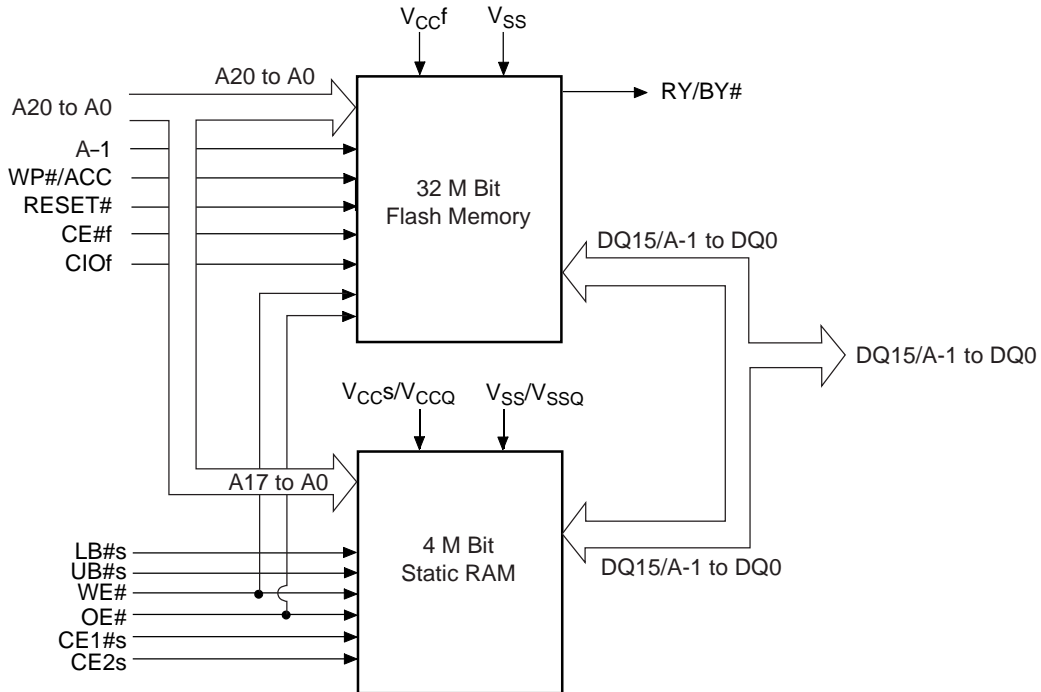 VCCf
VSS
A20 to A0
A20 to A0
RY/BY#
A–1
WP#/ACC
RESET#
CE#f
CIOf
32 M Bit
Flash Memory
DQ15/A-1 to DQ0
DQ15/A-1 to DQ0
VCCs/VCCQ
VSS/VSSQ
A17 to A0
4 M Bit
Static RAM
DQ15/A-1 to DQ0
LB#s
UB#s
WE#
OE#
CE1#s
CE2s